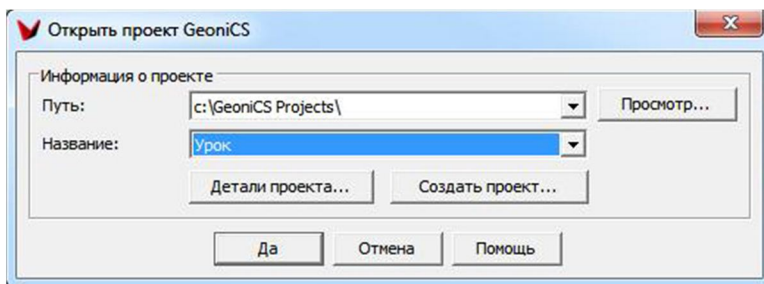 Открыть проект GeoniCS
Информация о проекте
Путь: c:\GeoniCS Projects\ Просмотр...
Название: Урок
Детали проекта... Создать проект...
Да Отмена Помощь